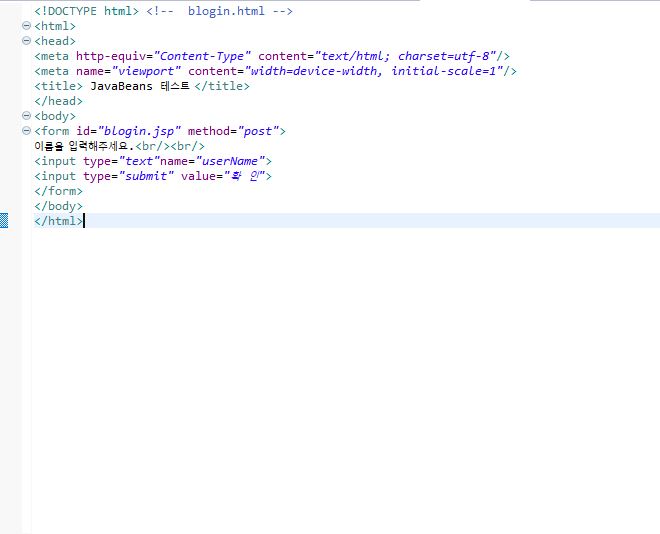 <!DOCTYPE html> <!--  blogin.html -->
<html>
<head>
<meta http-equiv="Content-Type" content="text/html; charset=utf-8"/>
<meta name="viewport" content="width=device-width, initial-scale=1"/>
<title> JavaBeans 테스트 </title>
</head>
<body>
<form id="blogin.jsp" method="post">
이름을 입력해주세요.<br/><br/>
<input type="text"name="userName">
<input type="submit" value="확 인">
</form>
</body>
</html>